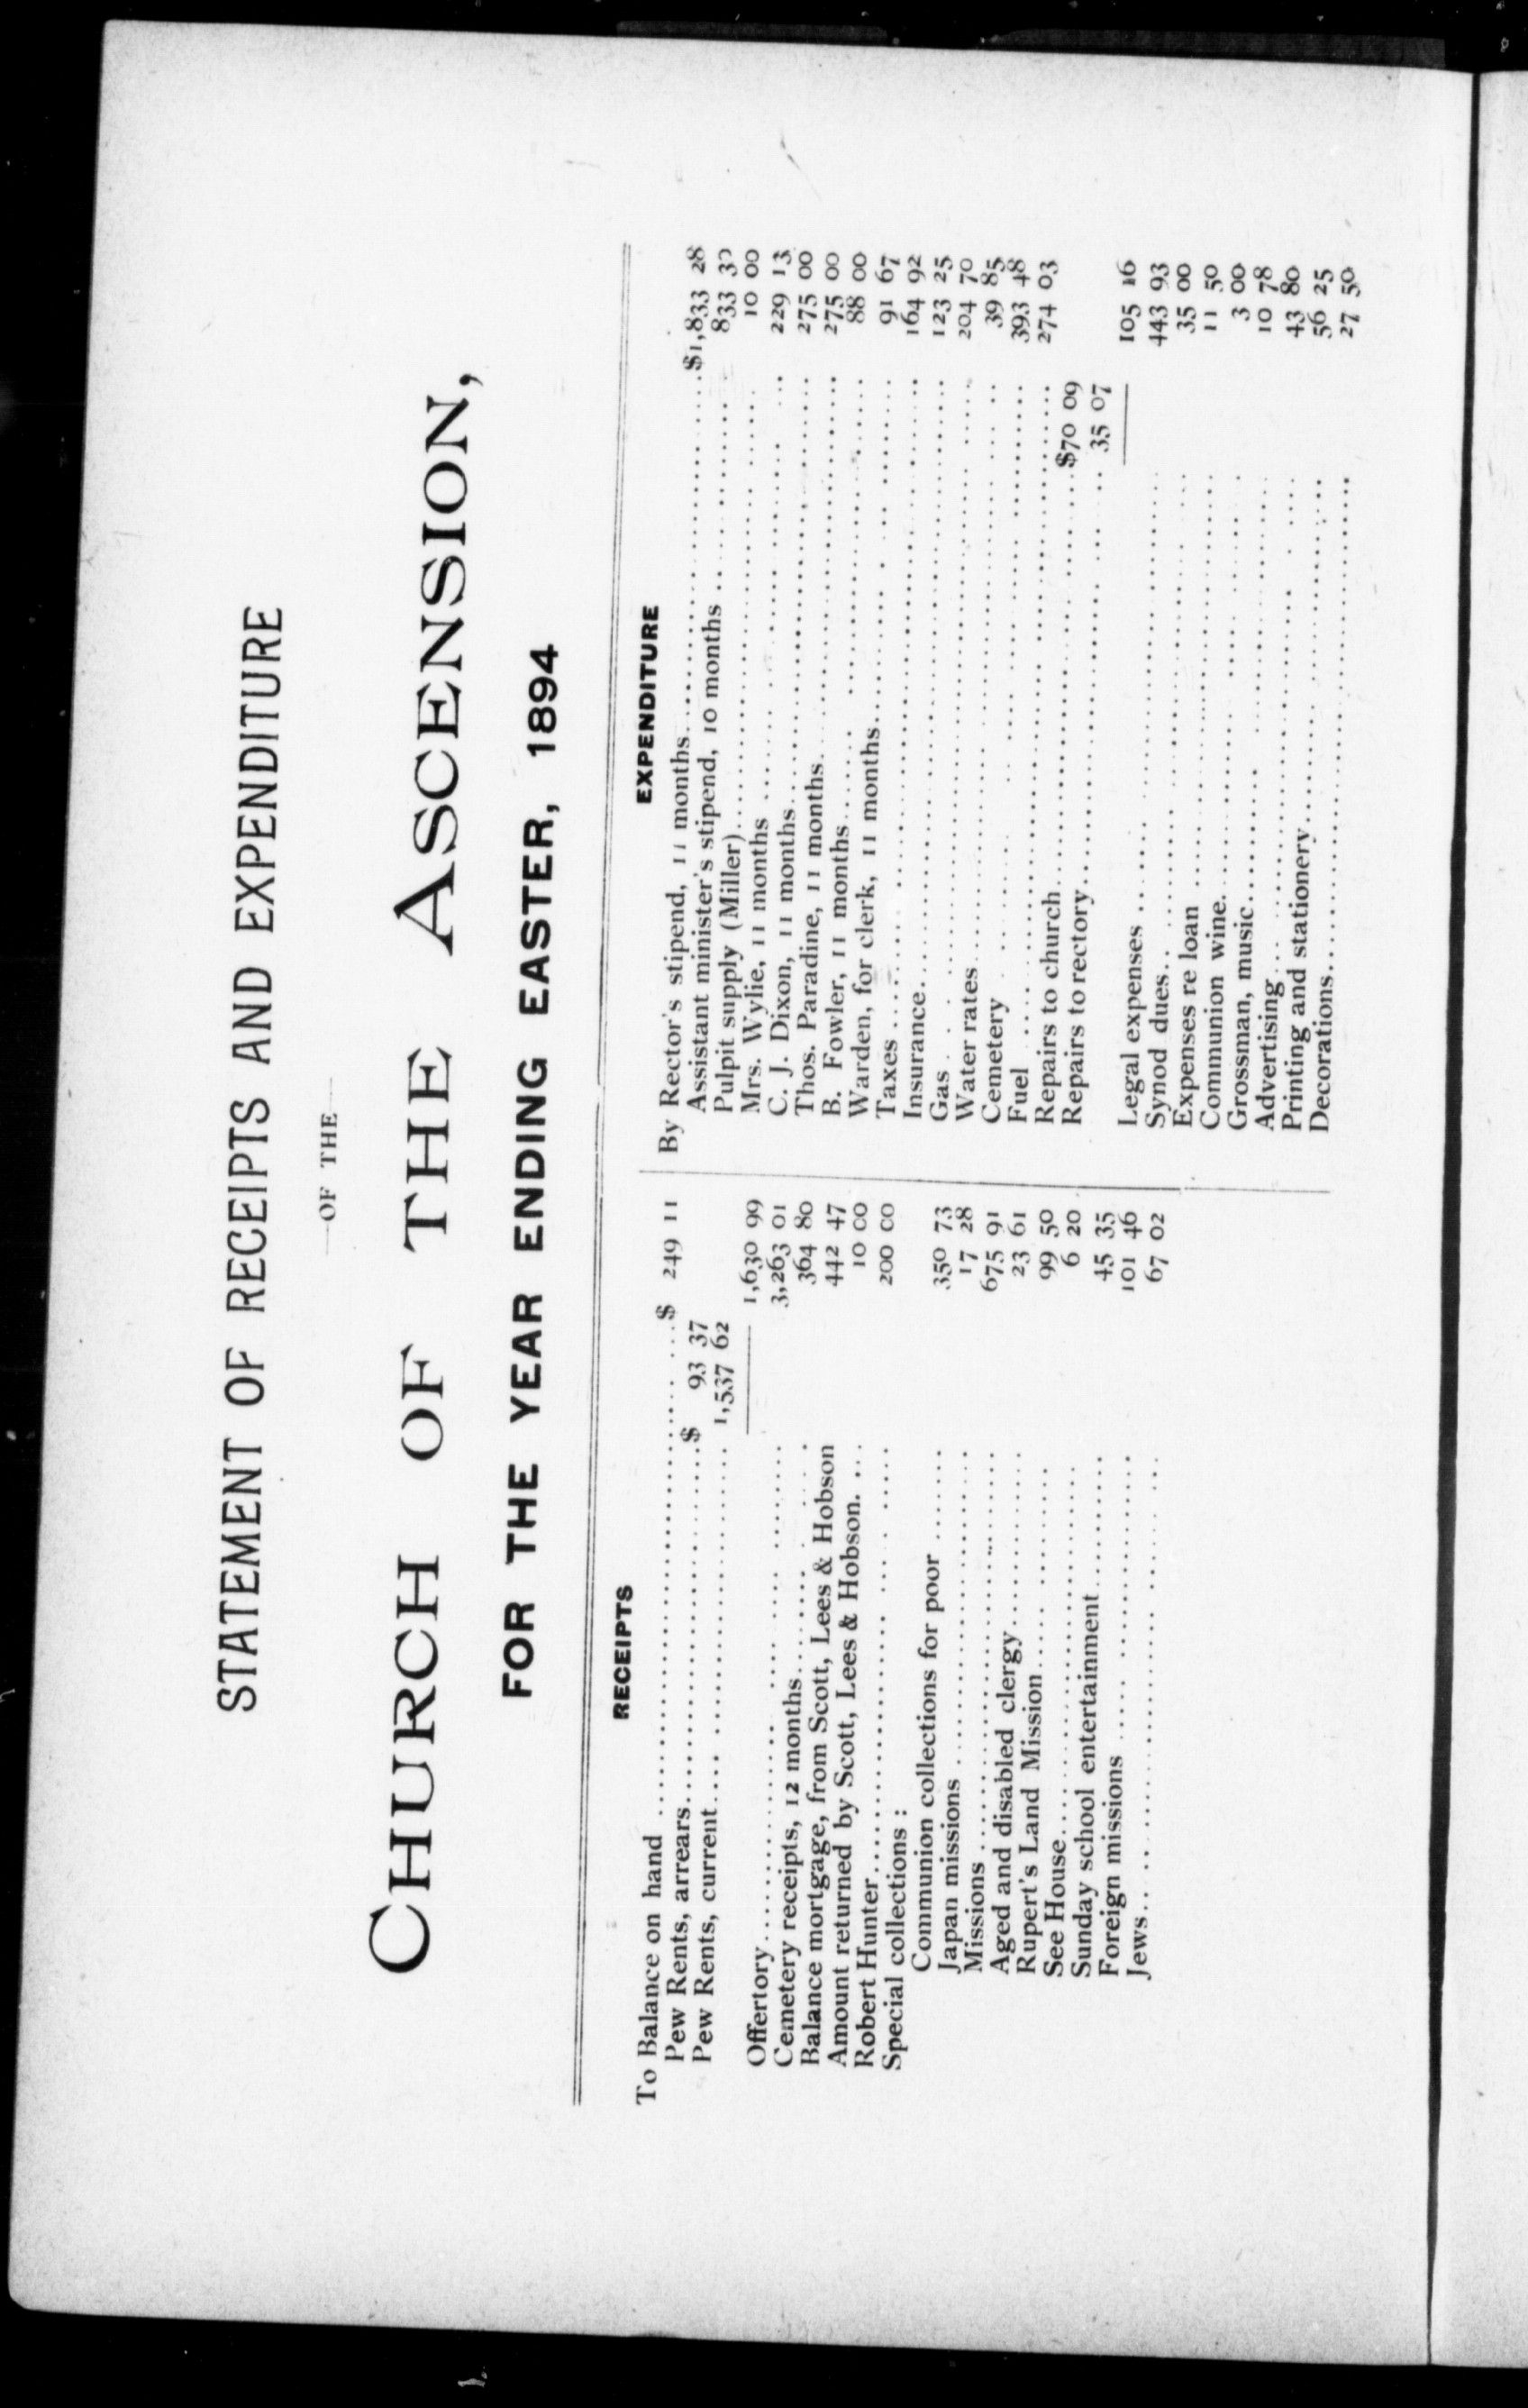 STATEMENT OF RECEIPTS AND EXPENDITURE
—OF THE—
CHURCH OF THE ASCENSION,
FOR THE YEAR ENDING EASTER, 1894
RECEIPTS
To Balance on hand ........ $ 249 11
Pew Rents, arrears........ $ 93 37
Pew Rents, current........ 1,537 62
1,630 99
Offertory........ 3,263 01
Cemetery receipts, 12 months........ 364 80
Balance mortgage, from Scott, Lees & Hobson 442 47
Amount returned by Scott, Lees & Hobson.... 10 00
Robert Hunter........ 200 00
Special collections :
Communion collections for poor ........ 350 73
Japan missions ........ 17 28
Missions ........ 675 91
Aged and disabled clergy........ 23 61
Rupert's Land Mission........ 99 50
See House........ 6 20
Sunday school entertainment........ 45 35
Foreign missions ........ 101 46
Jews........ 67 02
EXPENDITURE
By Rector's stipend, 11 months........ $1,833 28
Assistant minister's stipend, 10 months ........ 833 30
Pulpit supply (Miller)........ 10 00
Mrs. Wylie, 11 months ........ 229 13
C. J. Dixon, 11 months........ 275 00
Thos. Paradine, 11 months........ 275 00
B. Fowler, 11 months........ 88 00
Warden, for clerk, 11 months........ 91 67
Taxes ........ 164 92
Insurance........ 123 25
Gas ........ 204 70
Water rates........ 39 85
Cemetery ........ 393 48
Fuel ........ 274 03
Repairs to church........ $70 09
Repairs to rectory........ 35 07
105 16
Legal expenses ........ 443 93
Synod dues........ 35 00
Expenses re loan ........ 11 50
Communion wine........ 3 00
Grossman, music........ 10 78
Advertising........ 43 80
Printing and stationery........ 56 25
Decorations........ 27 50